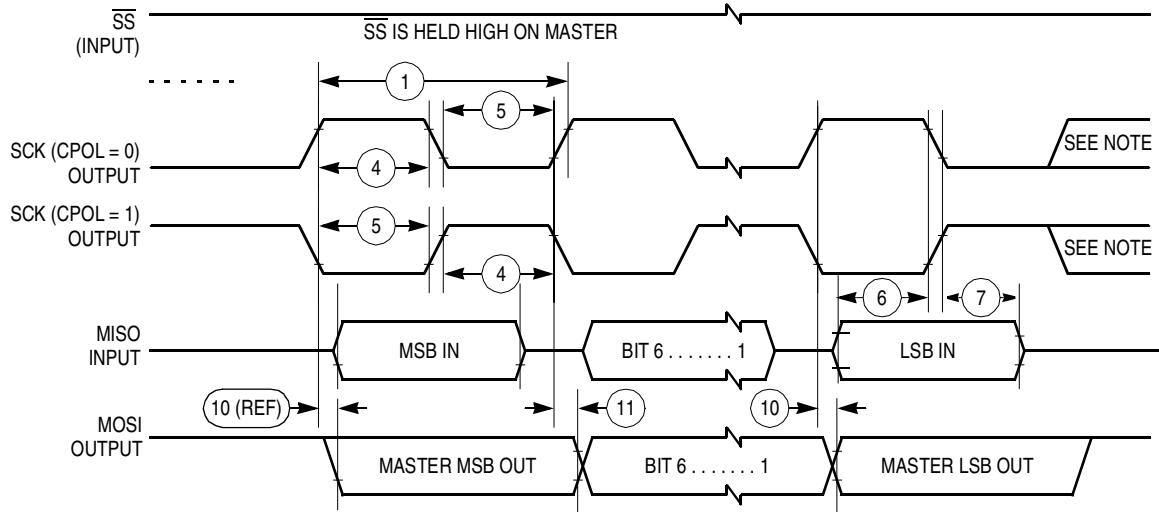 SS
(INPUT)
SS IS HELD HIGH ON MASTER
1
5
SCK (CPOL = 0)
OUTPUT
SEE NOTE
4
SCK (CPOL = 1)
OUTPUT
5
SEE NOTE
4
6
7
MISO
INPUT
MSB IN
BIT 6 . . . . . . . 1
LSB IN
10 (REF)
11
10
MOSI
OUTPUT
MASTER MSB OUT
BIT 6 . . . . . . . 1
MASTER LSB OUT